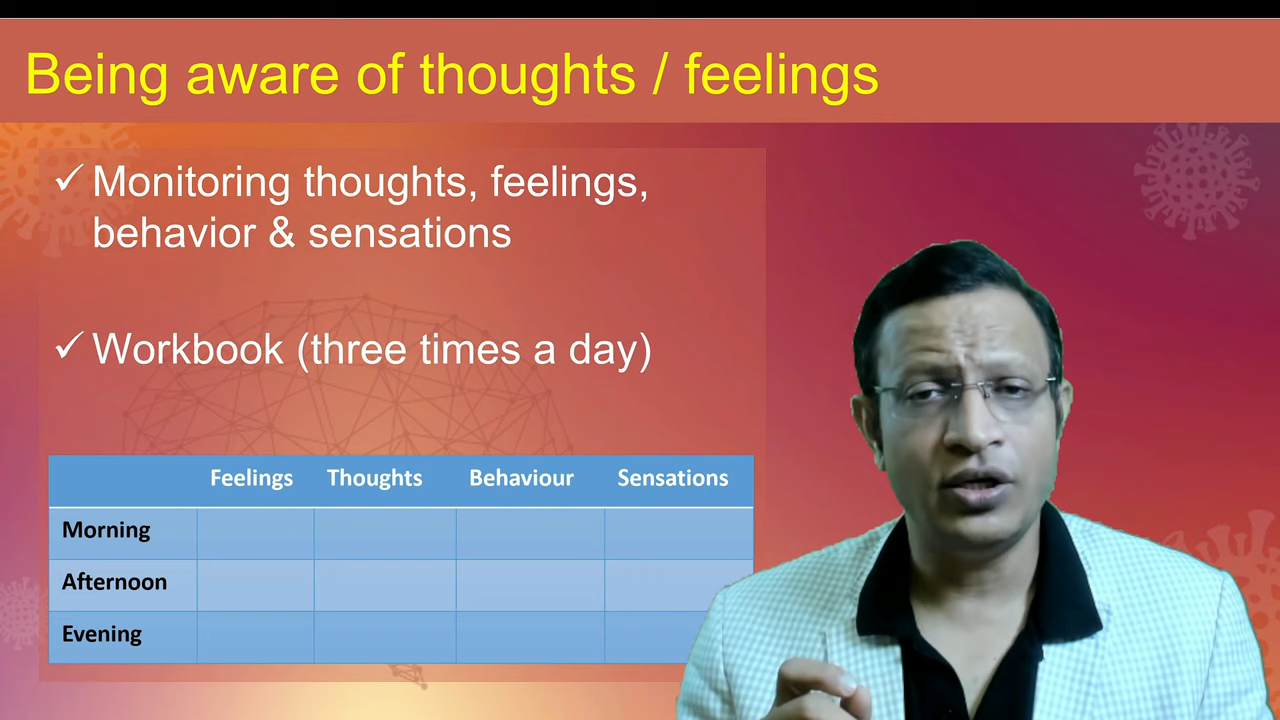 Being aware of thoughts / feelings
✓ Monitoring thoughts, feelings,
behavior & sensations
✓ Workbook (three times a day)
Feelings Thoughts Behaviour Sensations
Morning
Afternoon
Evening